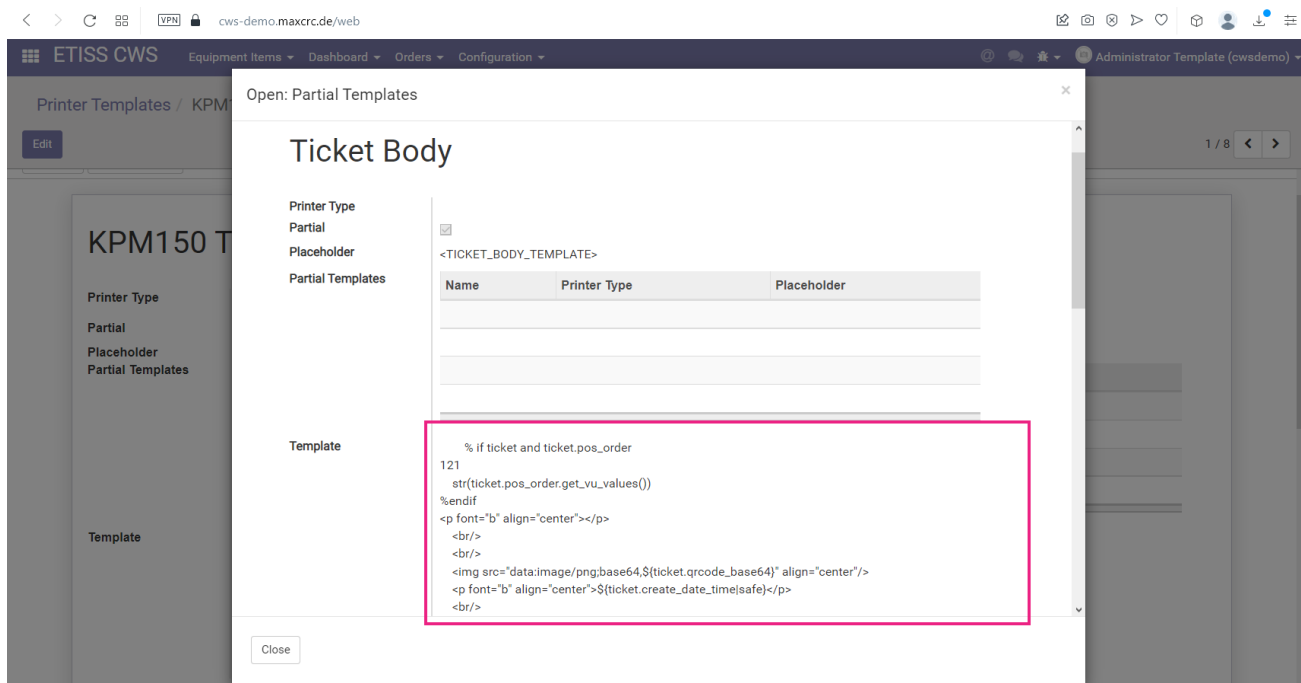 VPN cws-demo.maxcrc.de/web
ETISS CWS Equipment Items Dashboard Orders Configuration Administrator Template (cwsdemo)
Printer Templates / KPM1
Open: Partial Templates ×
Edit
1 / 8
Ticket Body
KPM150 T
Printer Type
Partial
Placeholder
Partial Templates
Template
Printer Type
Partial
Placeholder <TICKET_BODY_TEMPLATE>
Partial Templates
Name Printer Type Placeholder
Template
% if ticket and ticket.pos_order
121
str(ticket.pos_order.get_vu_values())
%endif
<p font="b" align="center"></p>
<br/>
<br/>
<img src="data:image/png;base64,${ticket.qrcode_base64}" align="center"/>
<p font="b" align="center">${ticket.create_date_time|safe}</p>
<br/>
Close